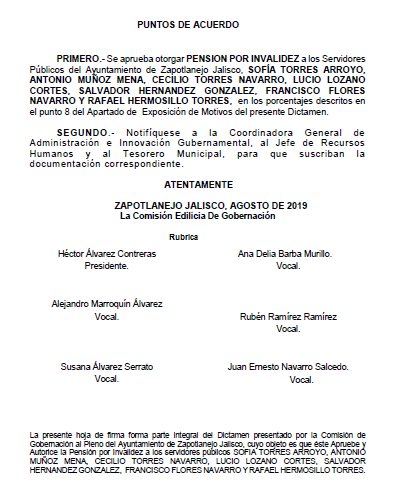 PUNTOS DE ACUERDO
PRIMERO.- Se aprueba otorgar PENSION POR INVALIDEZ a los Servidores
Públicos del Ayuntamiento de Zapotlanejo Jalisco, SOFÍA TORRES ARROYO,
ANTONIO MUÑOZ MENA, CECILIO TORRES NAVARRO, LUCIO LOZANO
CORTES, SALVADOR HERNANDEZ GONZALEZ, FRANCISCO FLORES
NAVARRO Y RAFAEL HERMOSILLO TORRES, en los porcentajes descritos en
el punto 8 del Apartado de Exposición de Motivos del presente Dictamen.
SEGUNDO.- Notifíquese a la Coordinadora General de
Administración e Innovación Gubernamental, al Jefe de Recursos
Humanos y al Tesorero Municipal, para que suscriban la
documentación correspondiente.
ATENTAMENTE
ZAPOTLANEJO JALISCO, AGOSTO DE 2019
La Comisión Edilicia De Gobernación
Rubrica
Héctor Álvarez Contreras
Presidente.
Ana Delia Barba Murillo.
Vocal.
Alejandro Marroquín Álvarez
Vocal.
Rubén Ramírez Ramírez
Vocal.
Susana Álvarez Serrato
Vocal.
Juan Ernesto Navarro Salcedo.
Vocal.
La presente hoja de firma forma parte integral del Dictamen presentado por la Comisión de
Gobernación al Pleno del Ayuntamiento de Zapotlanejo Jalisco, cuyo objeto es que éste Apruebe y
Autorice la Pensión por Invalidez a los servidores públicos SOFIA TORRES ARROYO, ANTONIO
MUÑOZ MENA, CECILIO TORRES NAVARRO, LUCIO LOZANO CORTES, SALVADOR
HERNANDEZ GONZALEZ, FRANCISCO FLORES NAVARRO Y RAFAEL HERMOSILLO TORRES.